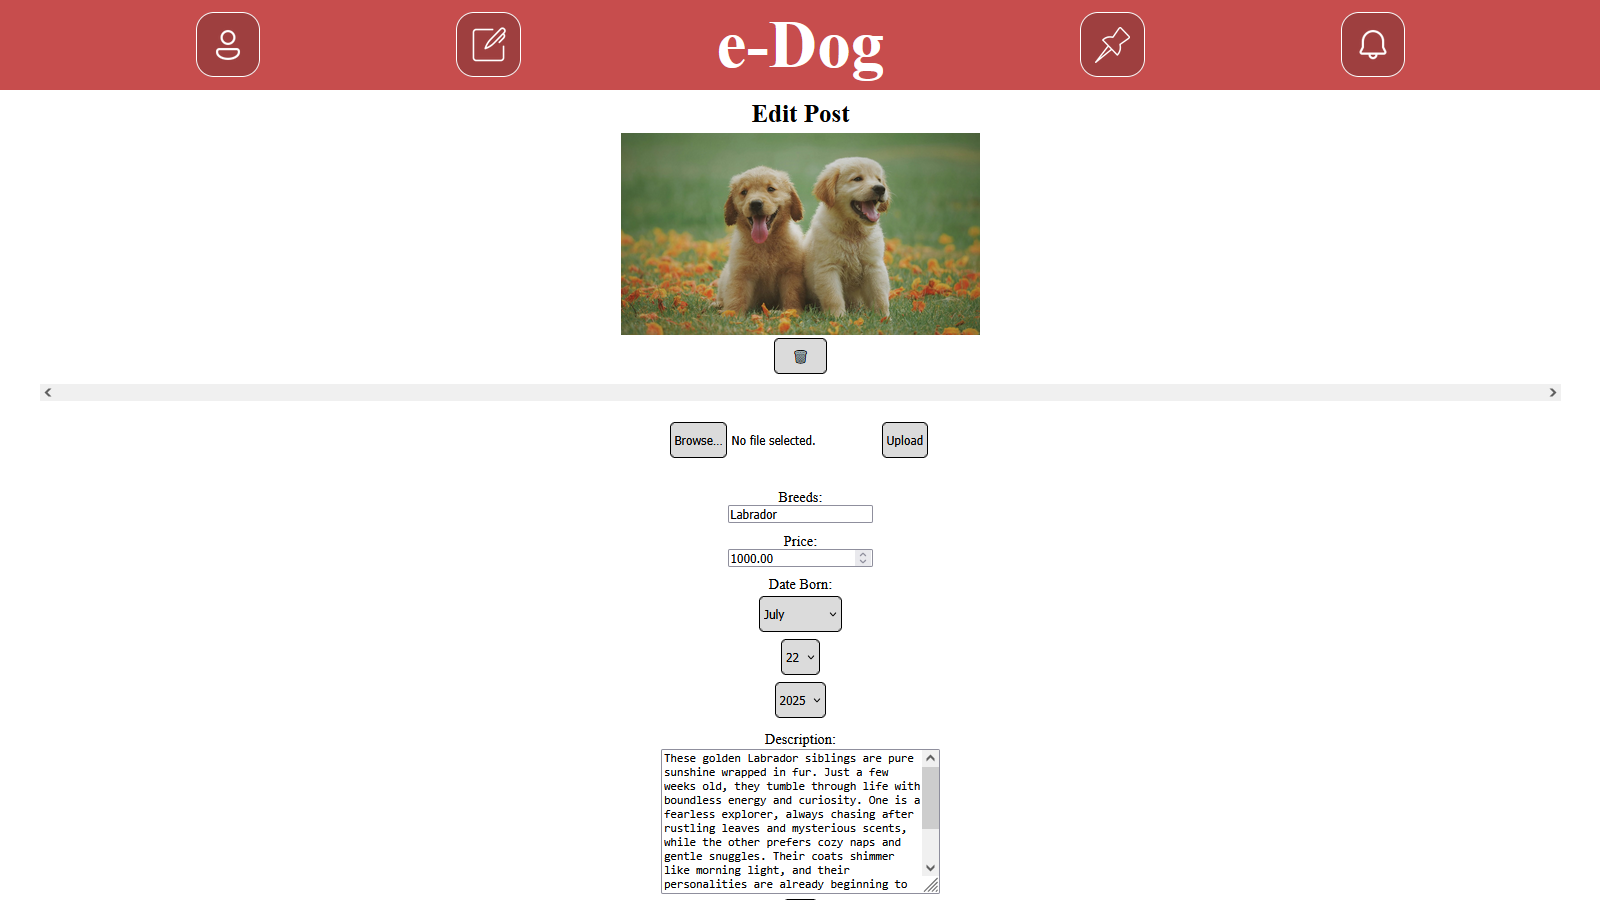 e-Dog
Edit Post
Browse... No file selected. Upload
Breeds:
Labrador
Price:
1000.00
Date Born:
July
22
2025
Description:
These golden Labrador siblings are pure
sunshine wrapped in fur. Just a few
weeks old, they tumble through life with
boundless energy and curiosity. One is a
fearless explorer, always chasing after
rustling leaves and mysterious scents,
while the other prefers cozy naps and
gentle snuggles. Their coats shimmer
like morning light, and their
personalities are already beginning to